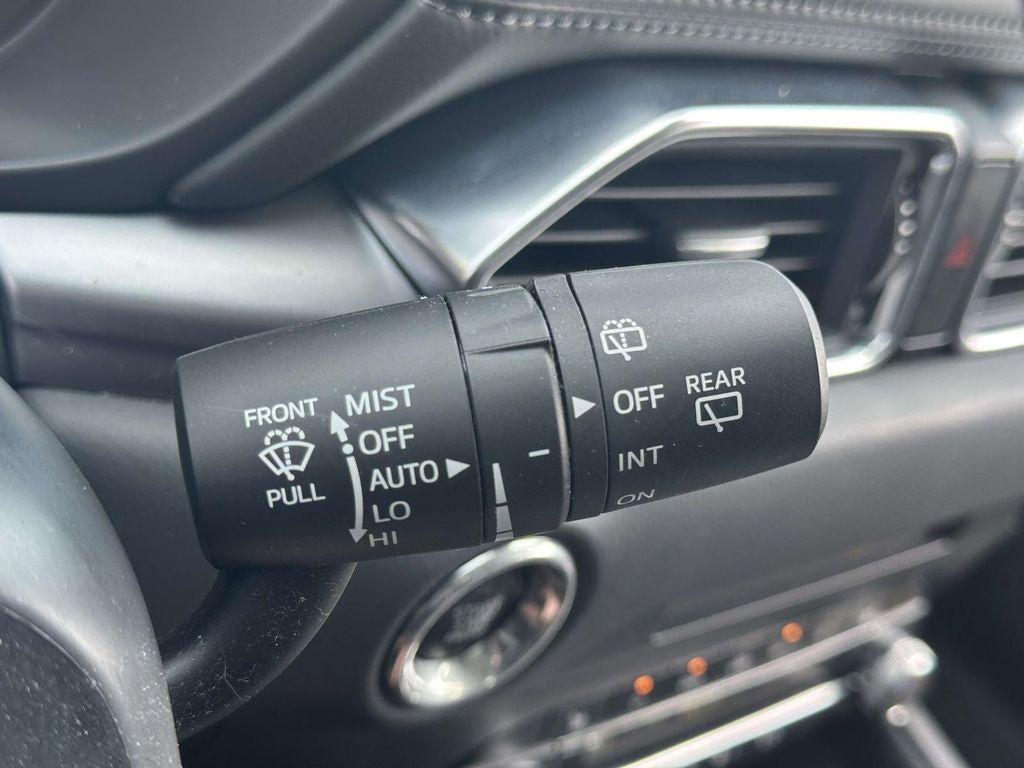 FRONT
PULL
MIST
OFF
AUTO
LO
HI
OFF
INT
ON
REAR